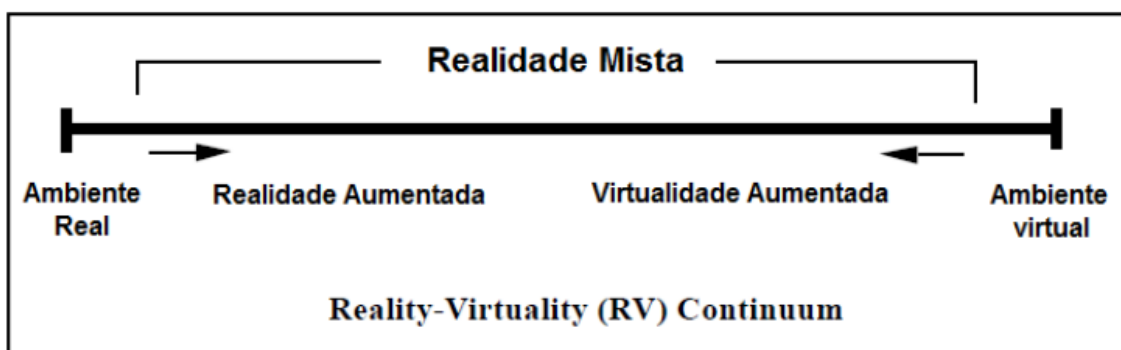 Realidade Mista
Ambiente Real
Realidade Aumentada
Virtualidade Aumentada
Ambiente virtual
Reality-Virtuality (RV) Continuum